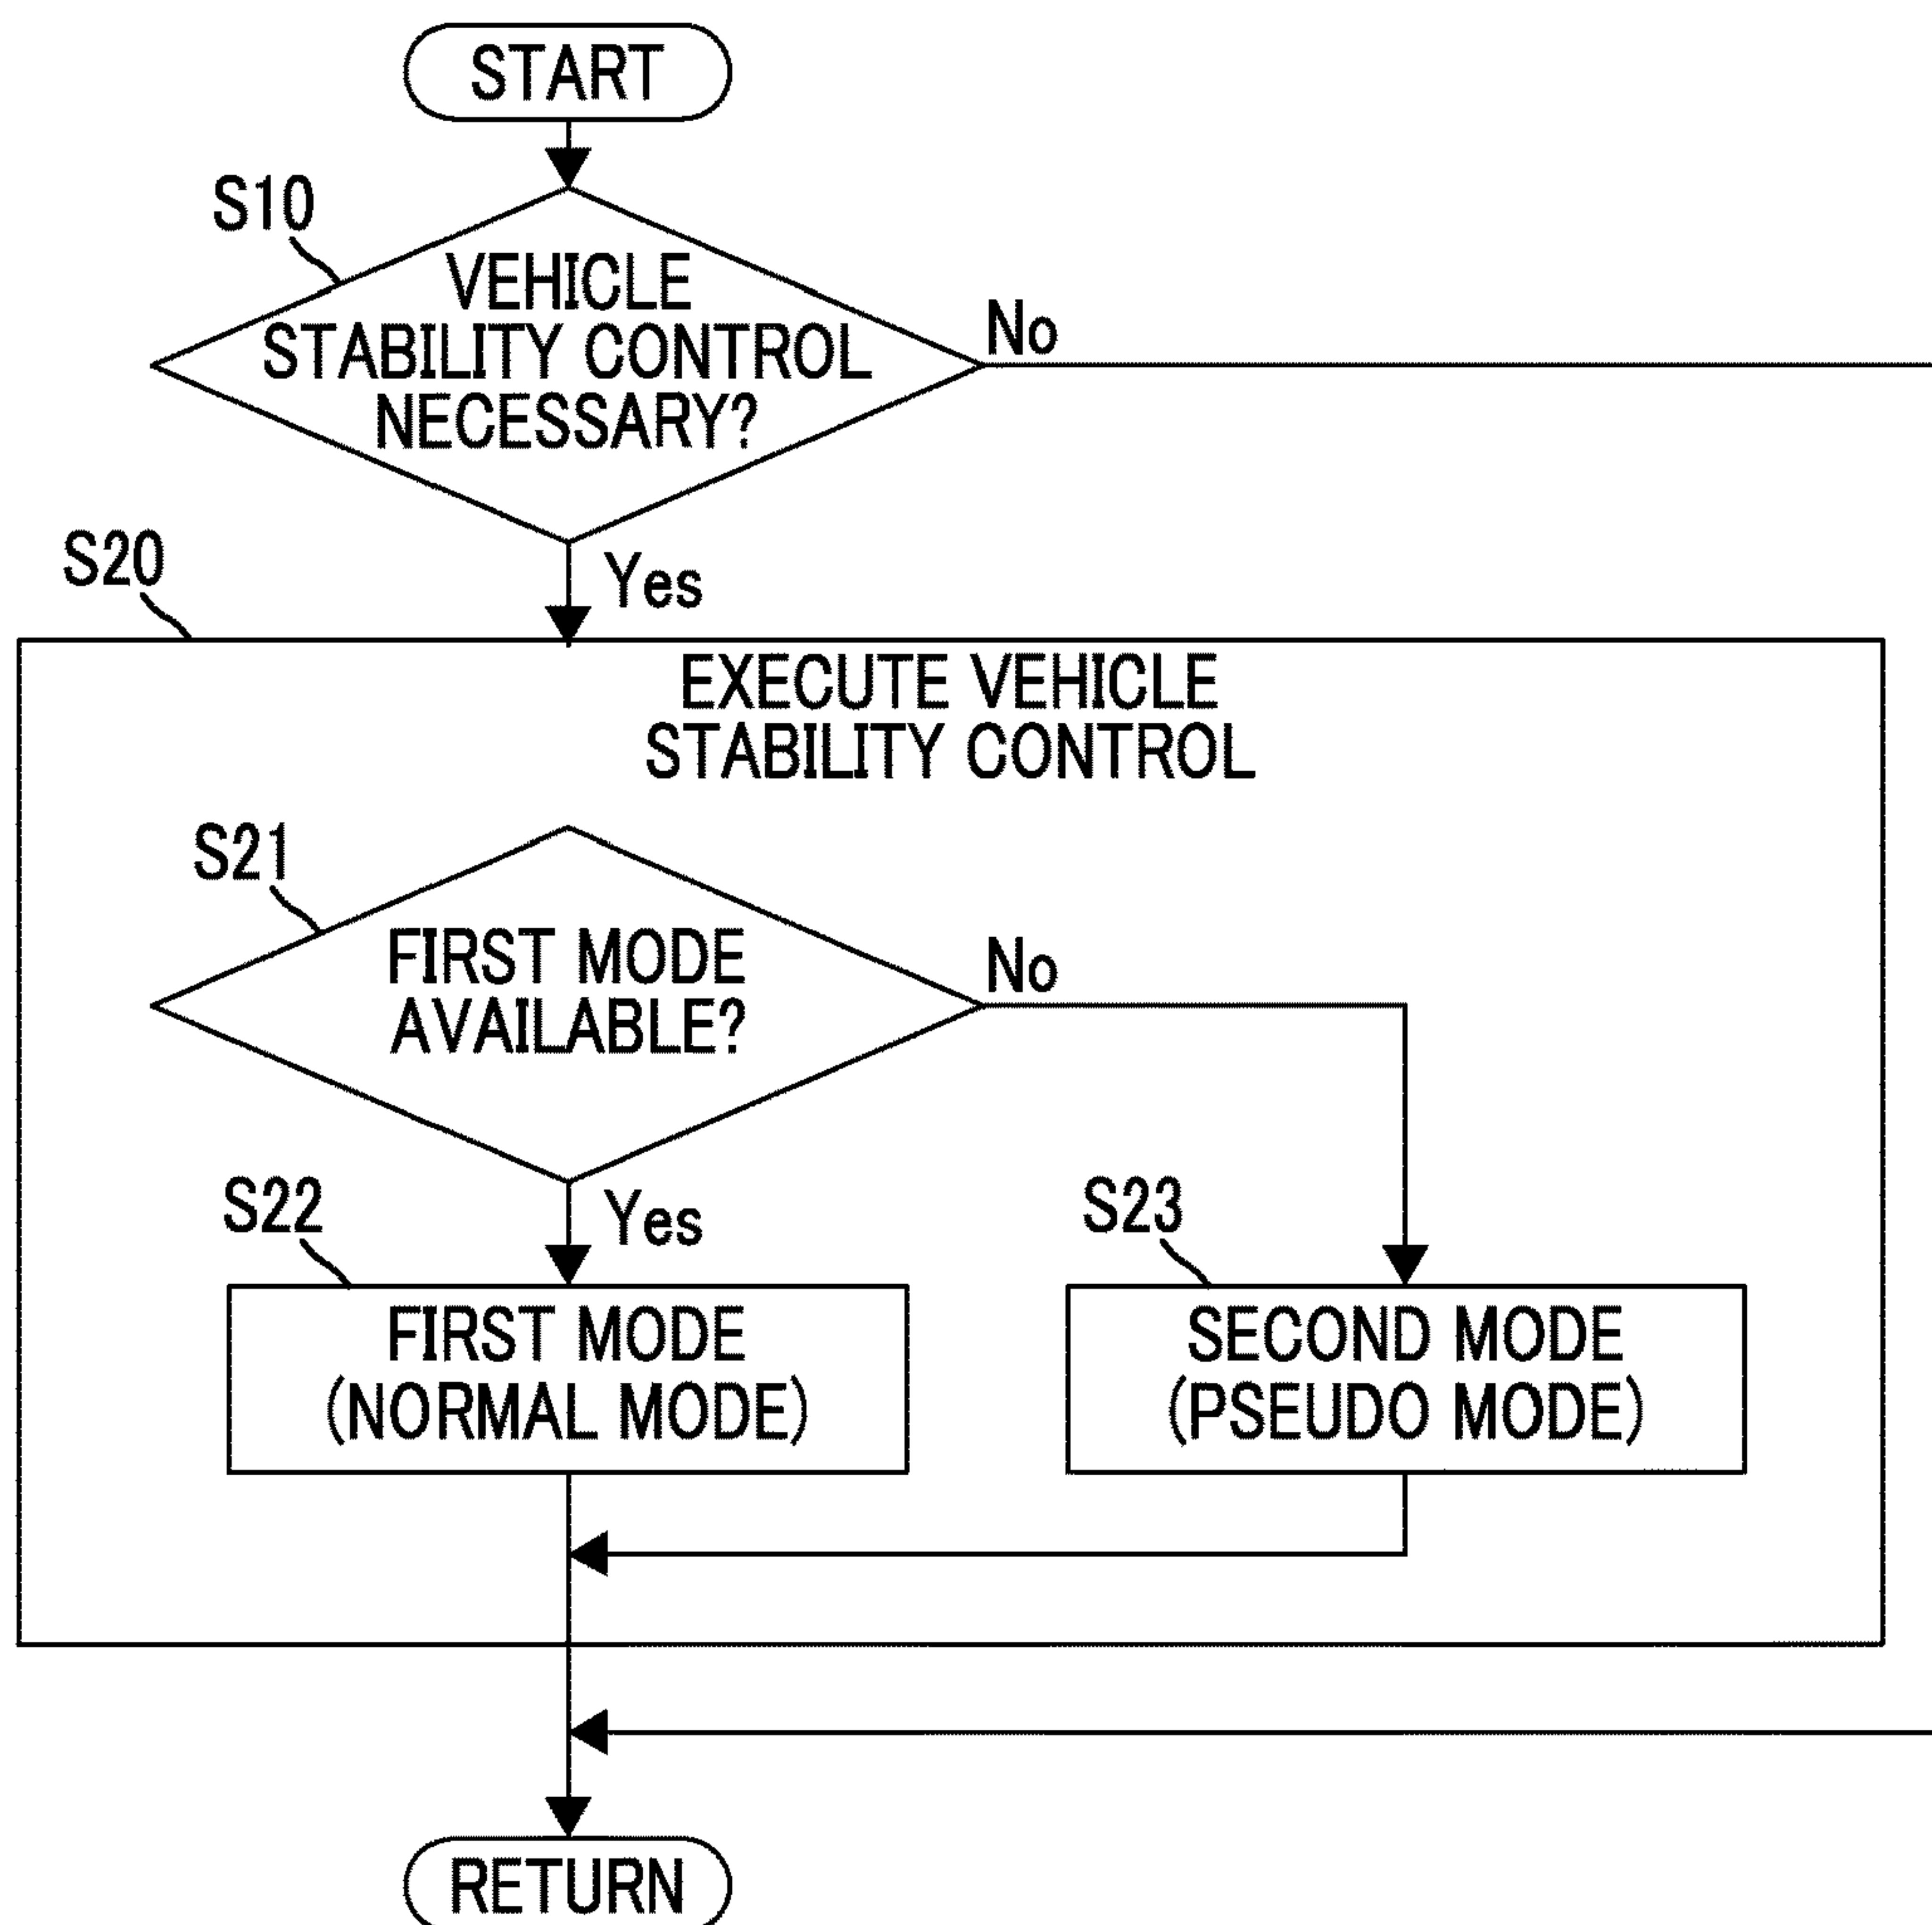 START
S10
VEHICLE
STABILITY CONTROL
NECESSARY?
No
Yes
S20
EXECUTE VEHICLE
STABILITY CONTROL
S21
FIRST MODE
AVAILABLE?
No
Yes
S22
FIRST MODE
(NORMAL MODE)
S23
SECOND MODE
(PSEUDO MODE)
RETURN